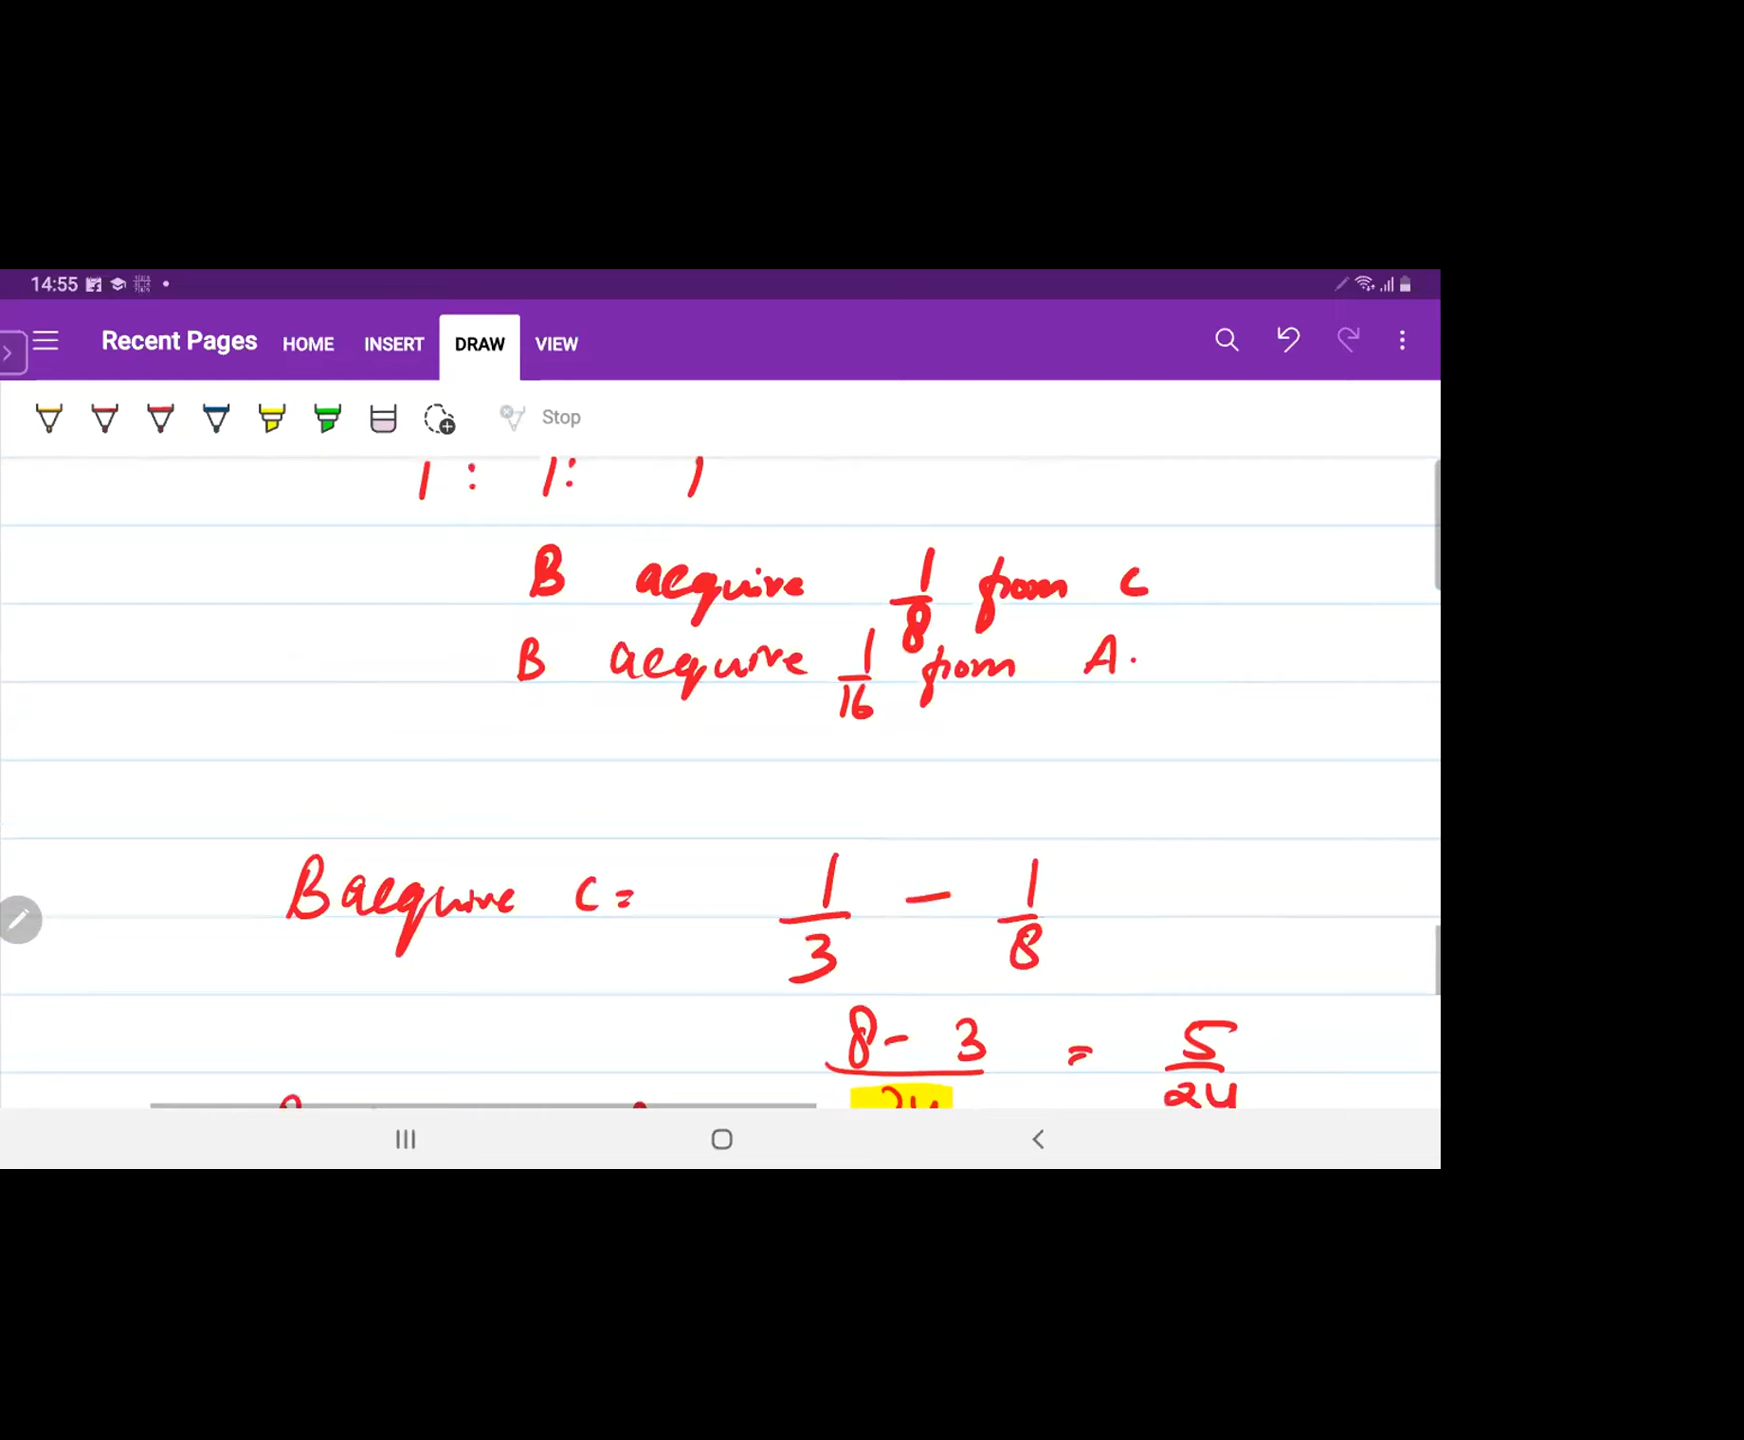 14:55
Recent Pages HOME INSERT DRAW VIEW
Stop
1 : 1 : 1
B acquire 1/8 from C
B acquire 1/16 from A.
B acquire C = 1/3 - 1/8
8 - 3 / 24 = 5/24